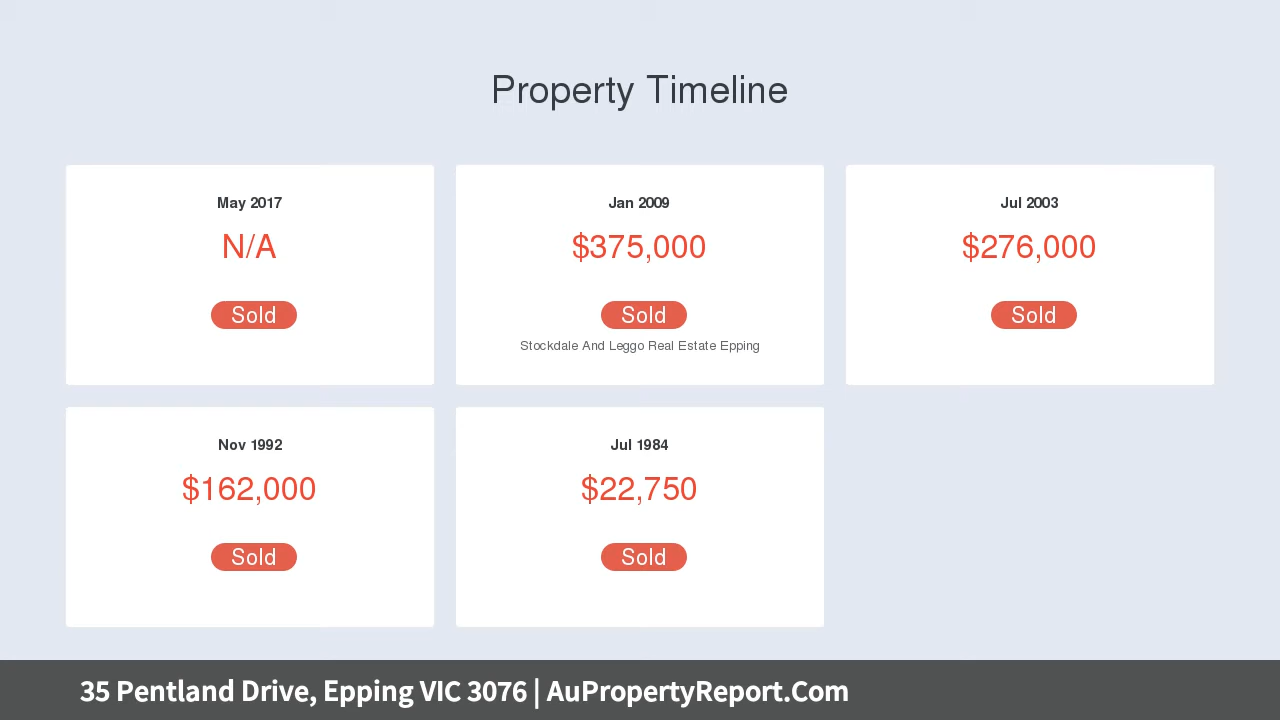 Property Timeline
May 2017
N/A
Sold
Jan 2009
$375,000
Sold
Stockdale And Leggo Real Estate Epping
Jul 2003
$276,000
Sold
Nov 1992
$162,000
Sold
Jul 1984
$22,750
Sold
35 Pentland Drive, Epping VIC 3076 | AuPropertyReport.Com